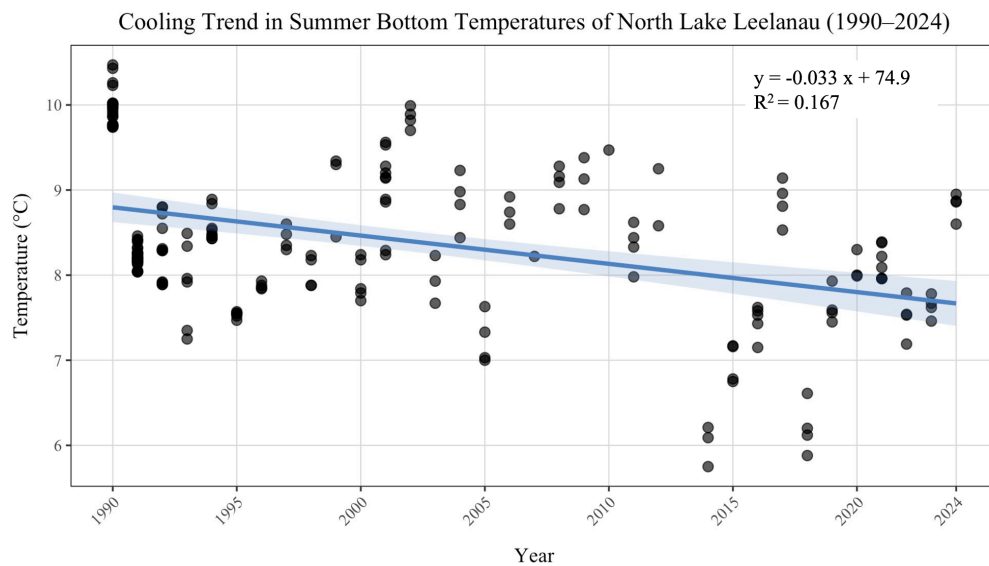 Cooling Trend in Summer Bottom Temperatures of North Lake Leelanau (1990–2024)
y = -0.033 x + 74.9
R² = 0.167
Temperature (°C)
10
9
8
7
6
1990
1995
2000
2005
2010
2015
2020
2024
Year